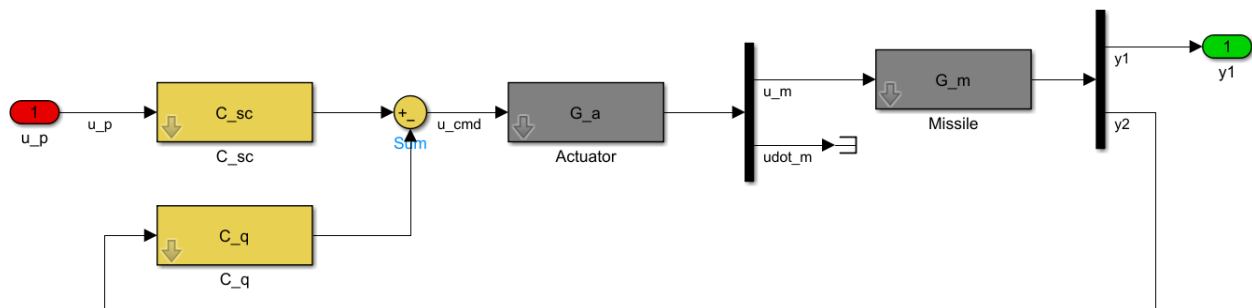 1
u_p
u_p
C_sc
C_sc
+
−
Sum
u_cmd
G_a
Actuator
u_m
udot_m
G_m
Missile
y1
y2
1
y1
C_q
C_q